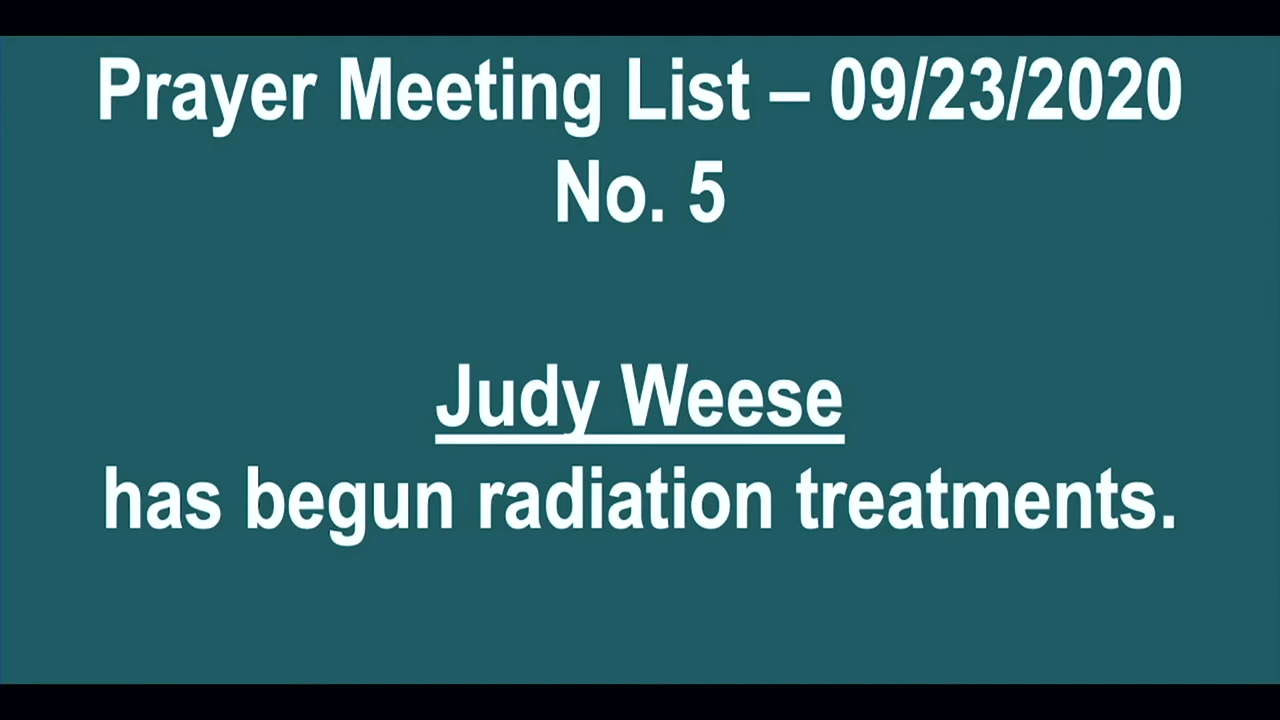 Prayer Meeting List – 09/23/2020
No. 5
Judy Weese
has begun radiation treatments.